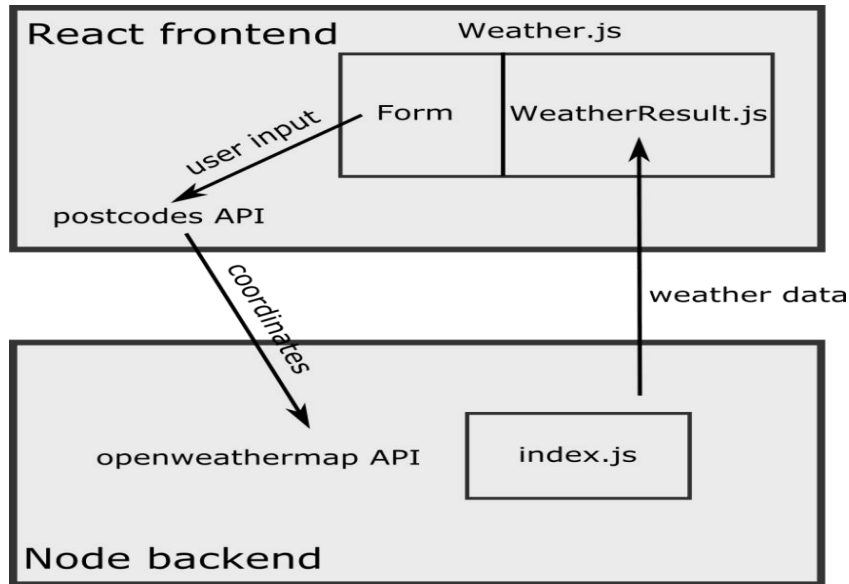 React frontend
Weather.js
Form
WeatherResult.js
user input
postcodes API
coordinates
weather data
openweathermap API
index.js
Node backend